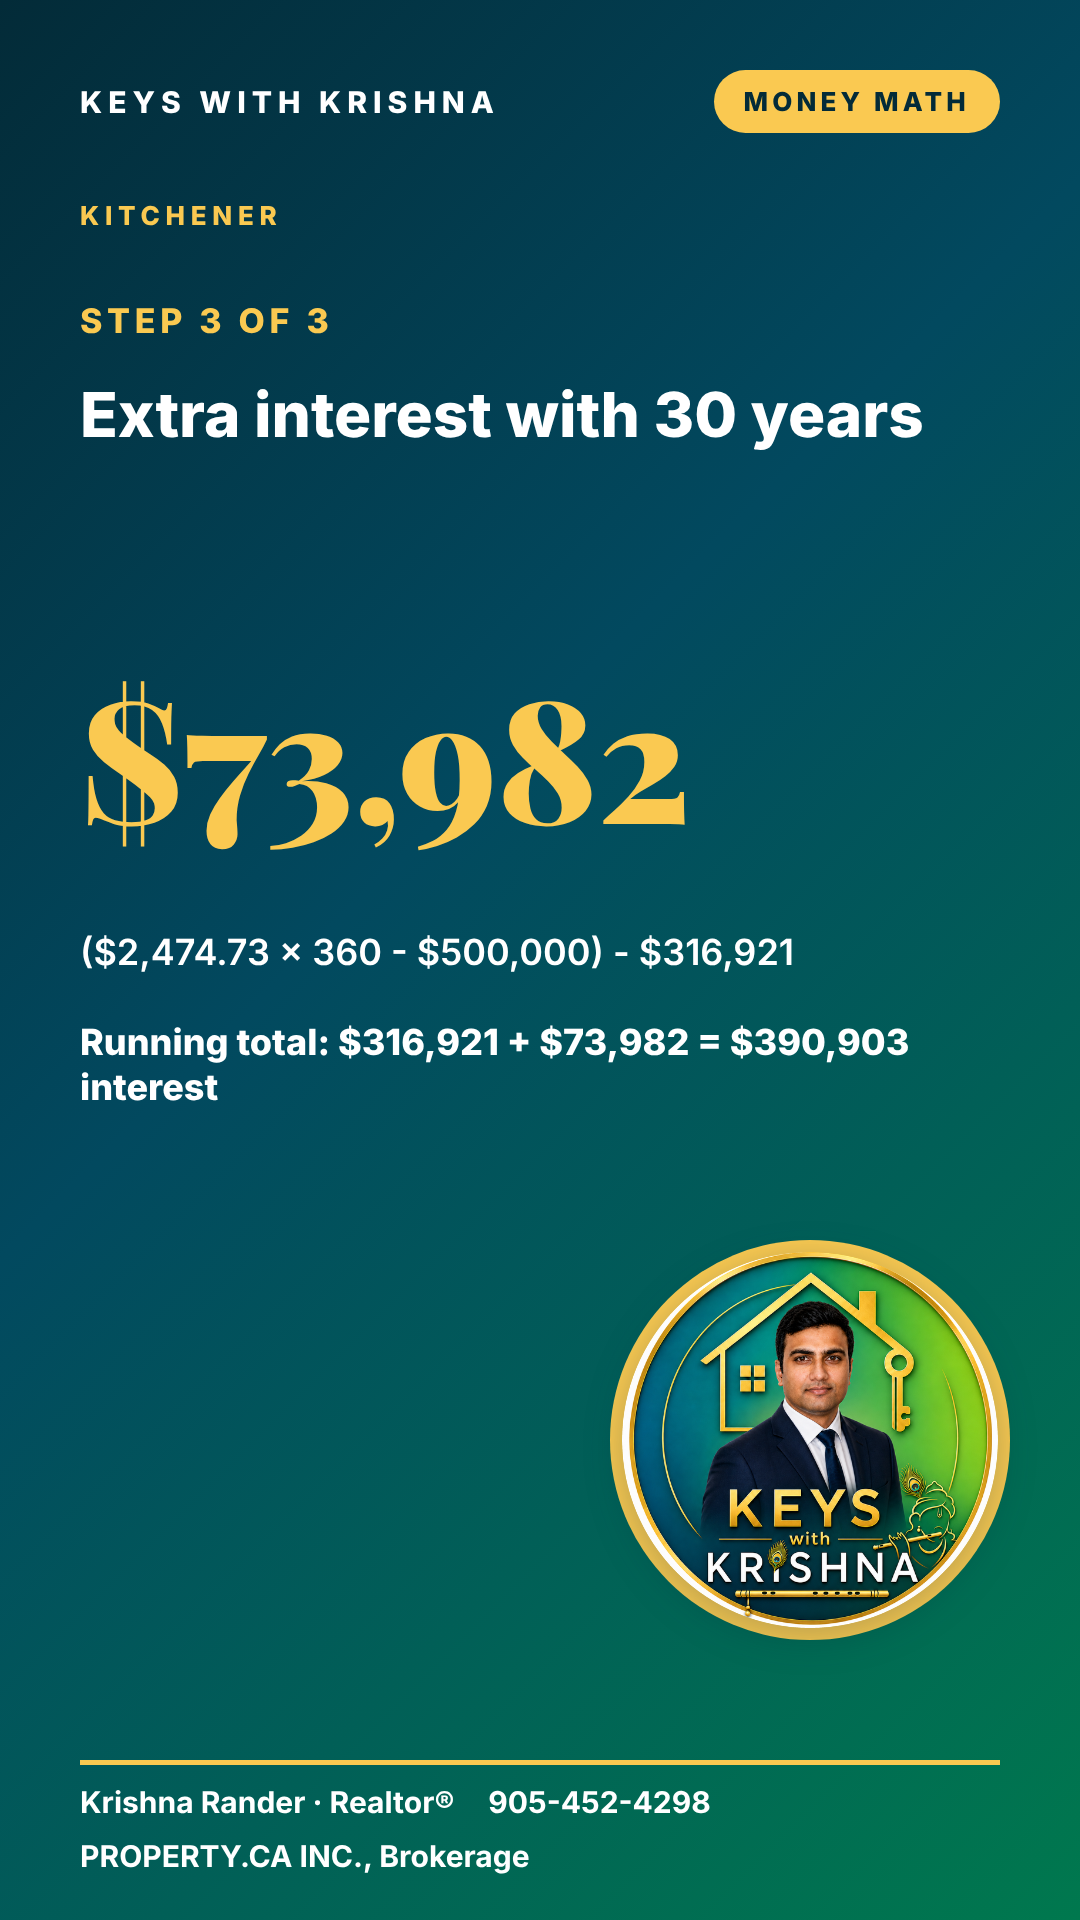 KEYS WITH KRISHNA
MONEY MATH
KITCHENER
STEP 3 OF 3
Extra interest with 30 years
$73,982
($2,474.73 × 360 - $500,000) - $316,921
Running total: $316,921 + $73,982 = $390,903
interest
KEYS
with
KRISHNA
Krishna Rander · Realtor® 905-452-4298
PROPERTY.CA INC., Brokerage